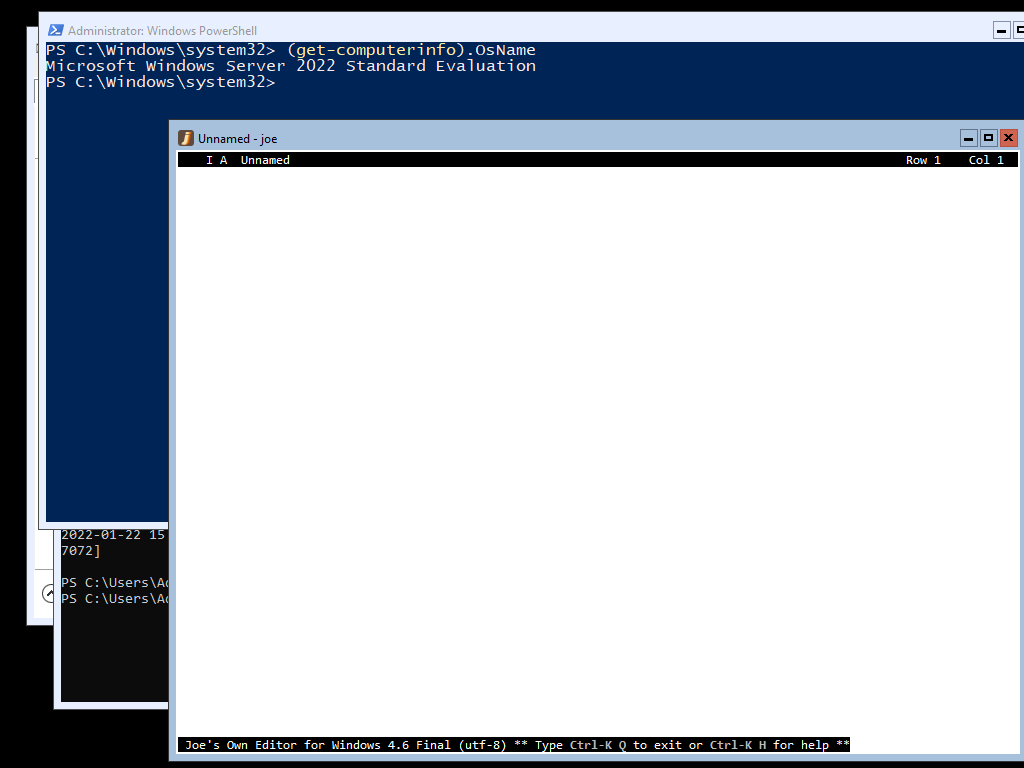 Administrator: Windows PowerShell
PS C:\Windows\system32> (get-computerinfo).OsName
Microsoft Windows Server 2022 Standard Evaluation
PS C:\Windows\system32>
Unnamed - joe
I A Unnamed Row 1 Col 1
2022-01-22 15
7072]
PS C:\Users\Ad
PS C:\Users\Ad
Joe's Own Editor for Windows 4.6 Final (utf-8) ** Type Ctrl-K Q to exit or Ctrl-K H for help **